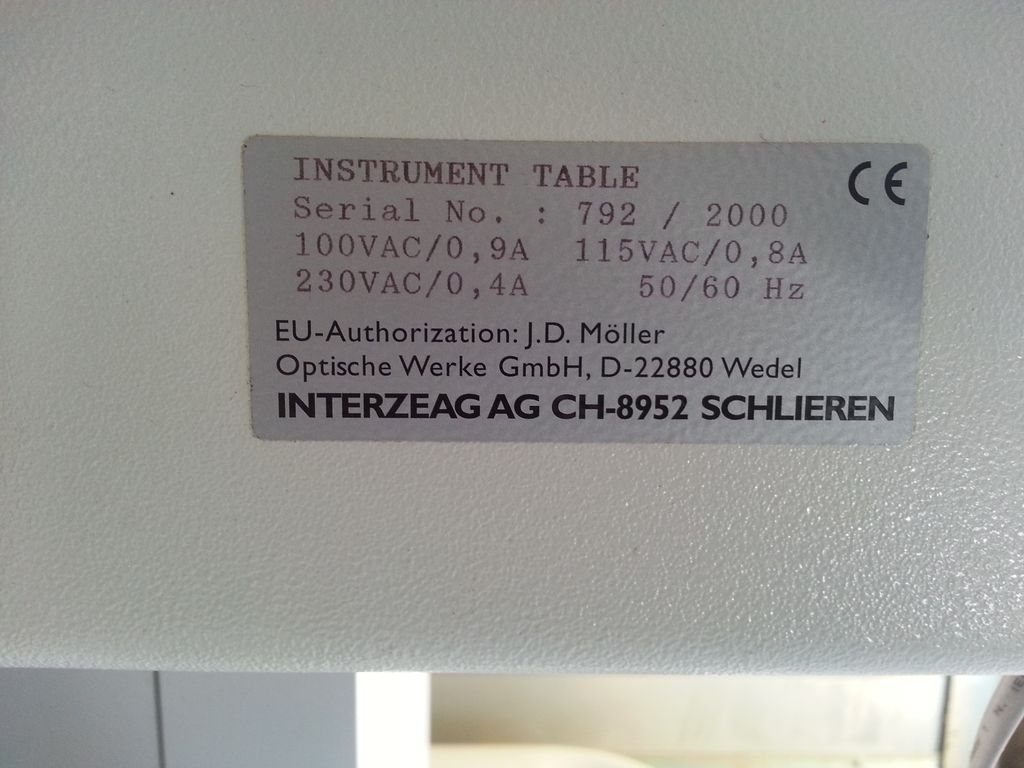 INSTRUMENT TABLE CE
Serial No. : 792 / 2000
100VAC/0,9A 115VAC/0,8A
230VAC/0,4A 50/60 Hz
EU-Authorization: J.D. Möller
Optische Werke GmbH, D-22880 Wedel
INTERZEAG AG CH-8952 SCHLIEREN